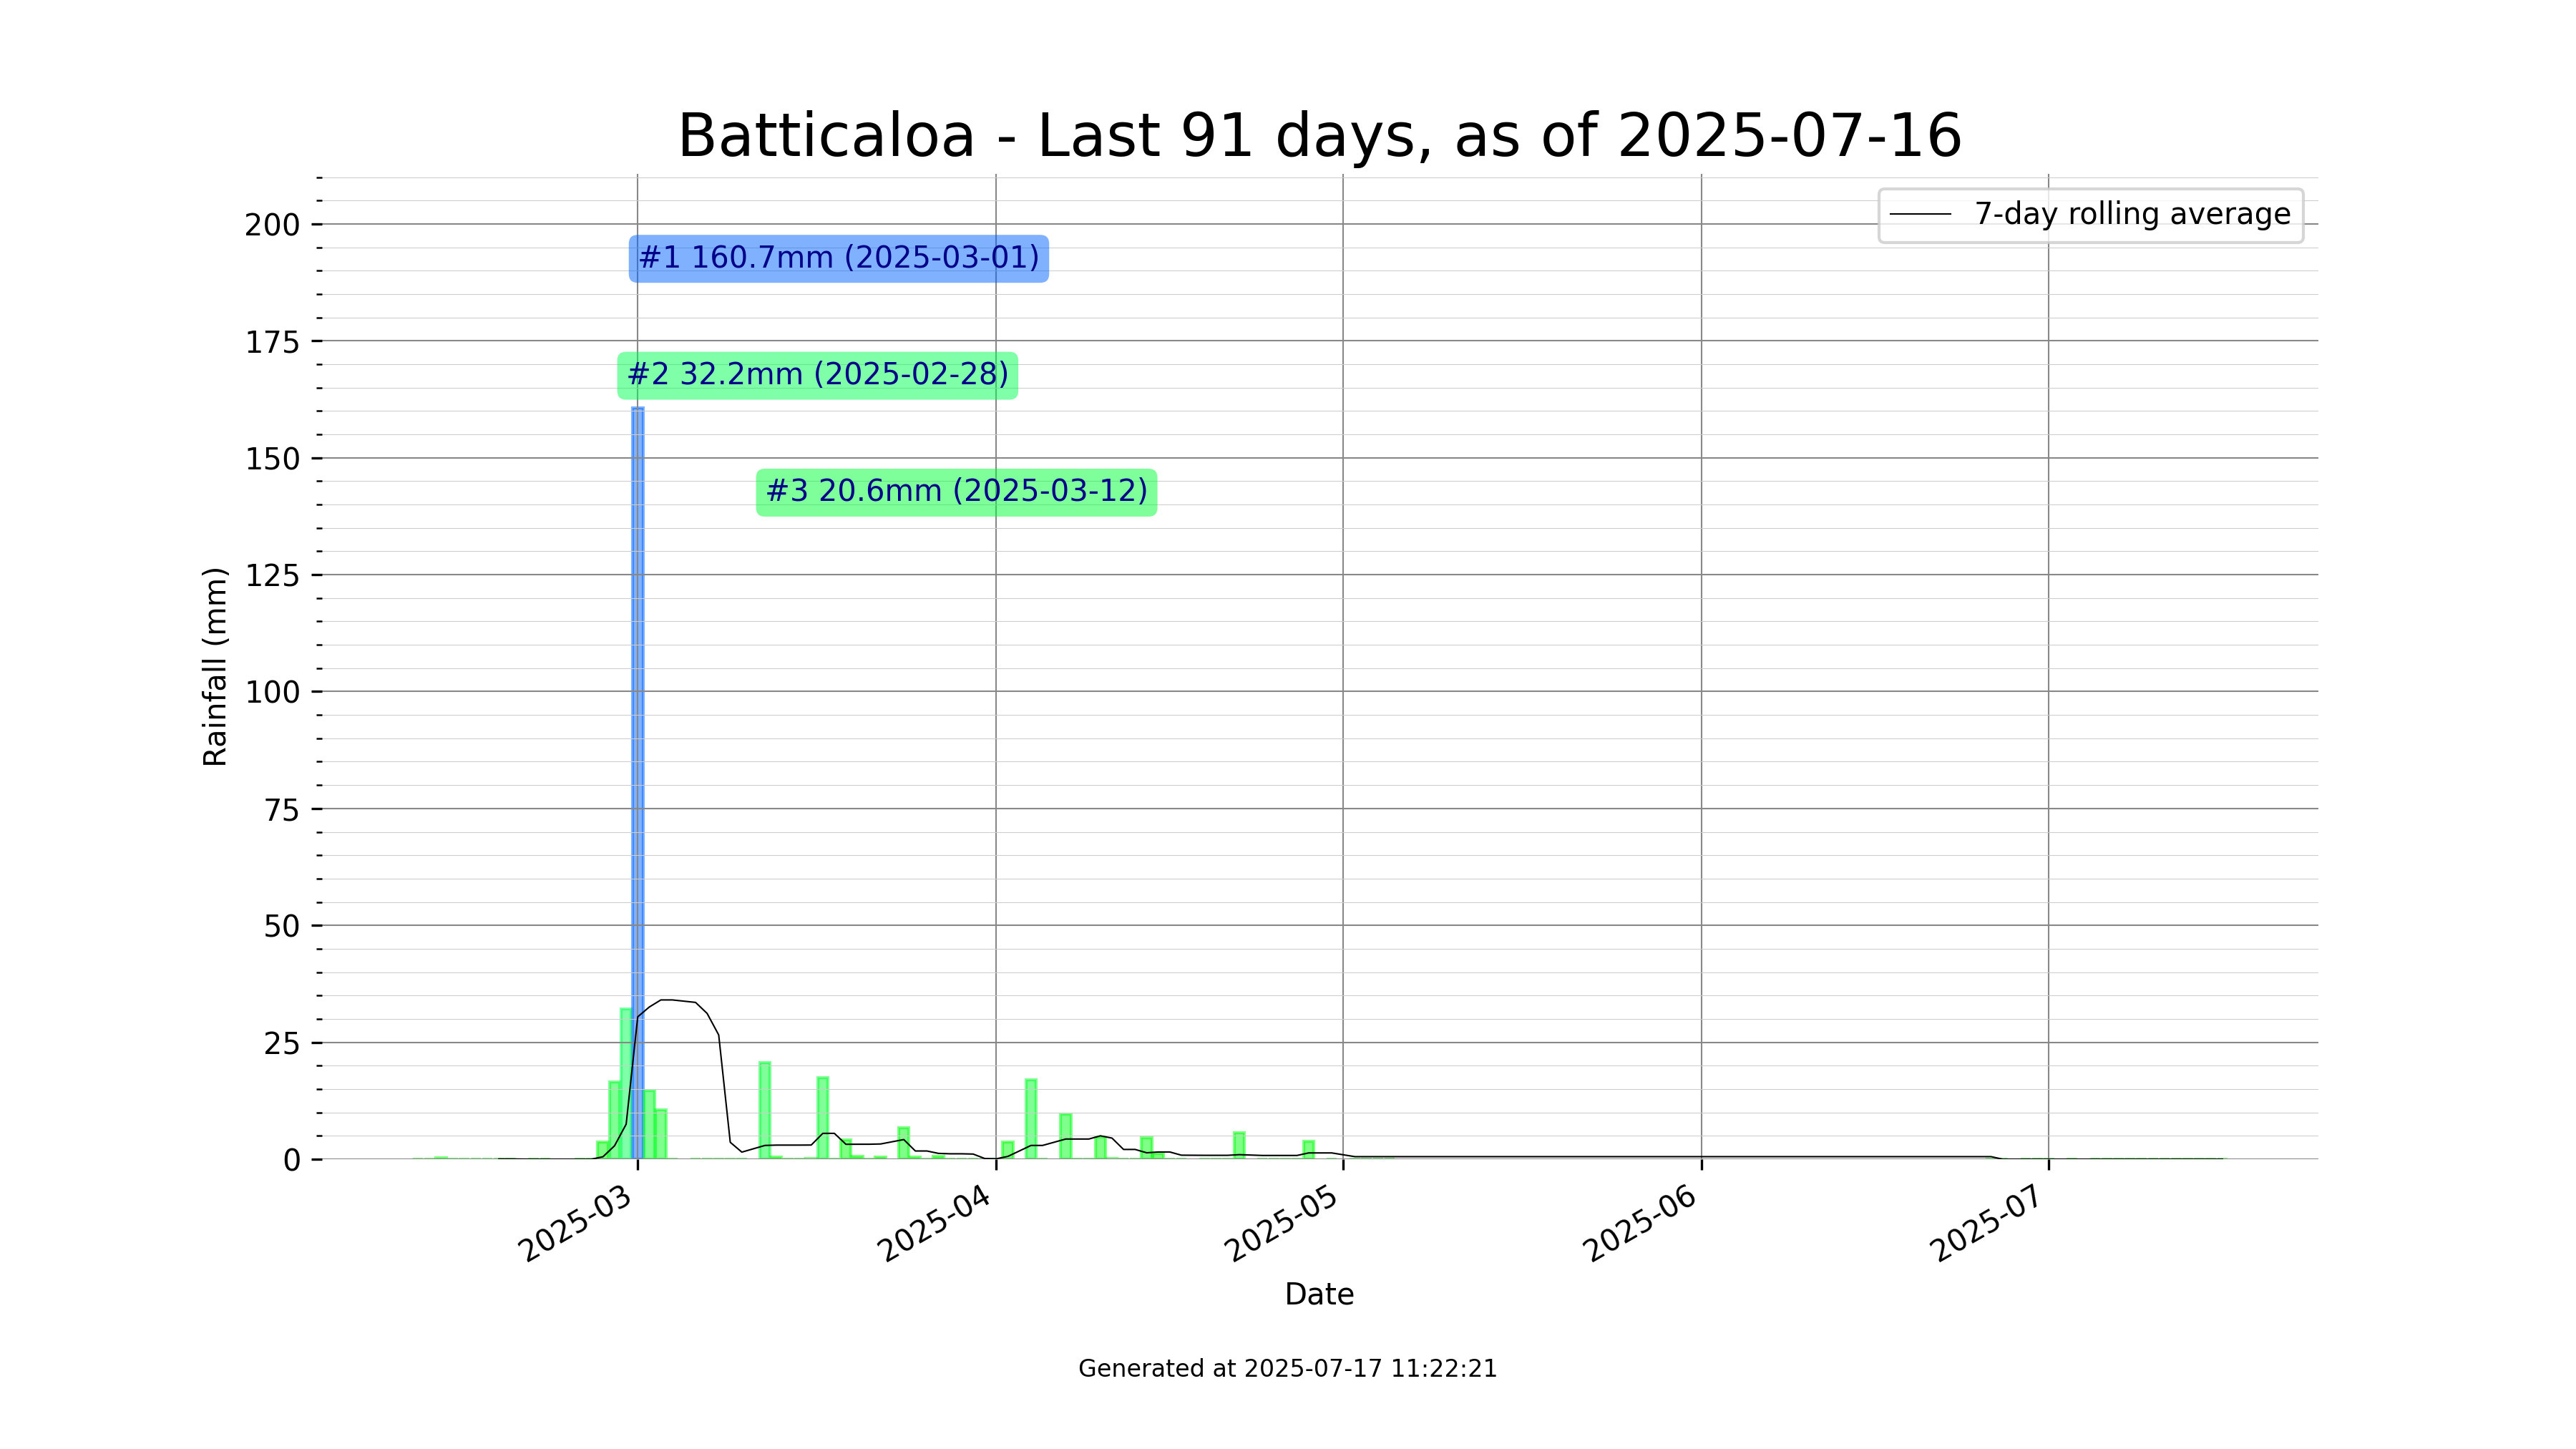 Batticaloa - Last 91 days, as of 2025-07-16
7-day rolling average
#1 160.7mm (2025-03-01)
#2 32.2mm (2025-02-28)
#3 20.6mm (2025-03-12)
Rainfall (mm)
200
175
150
125
100
75
50
25
0
2025-03
2025-04
2025-05
2025-06
2025-07
Date
Generated at 2025-07-17 11:22:21